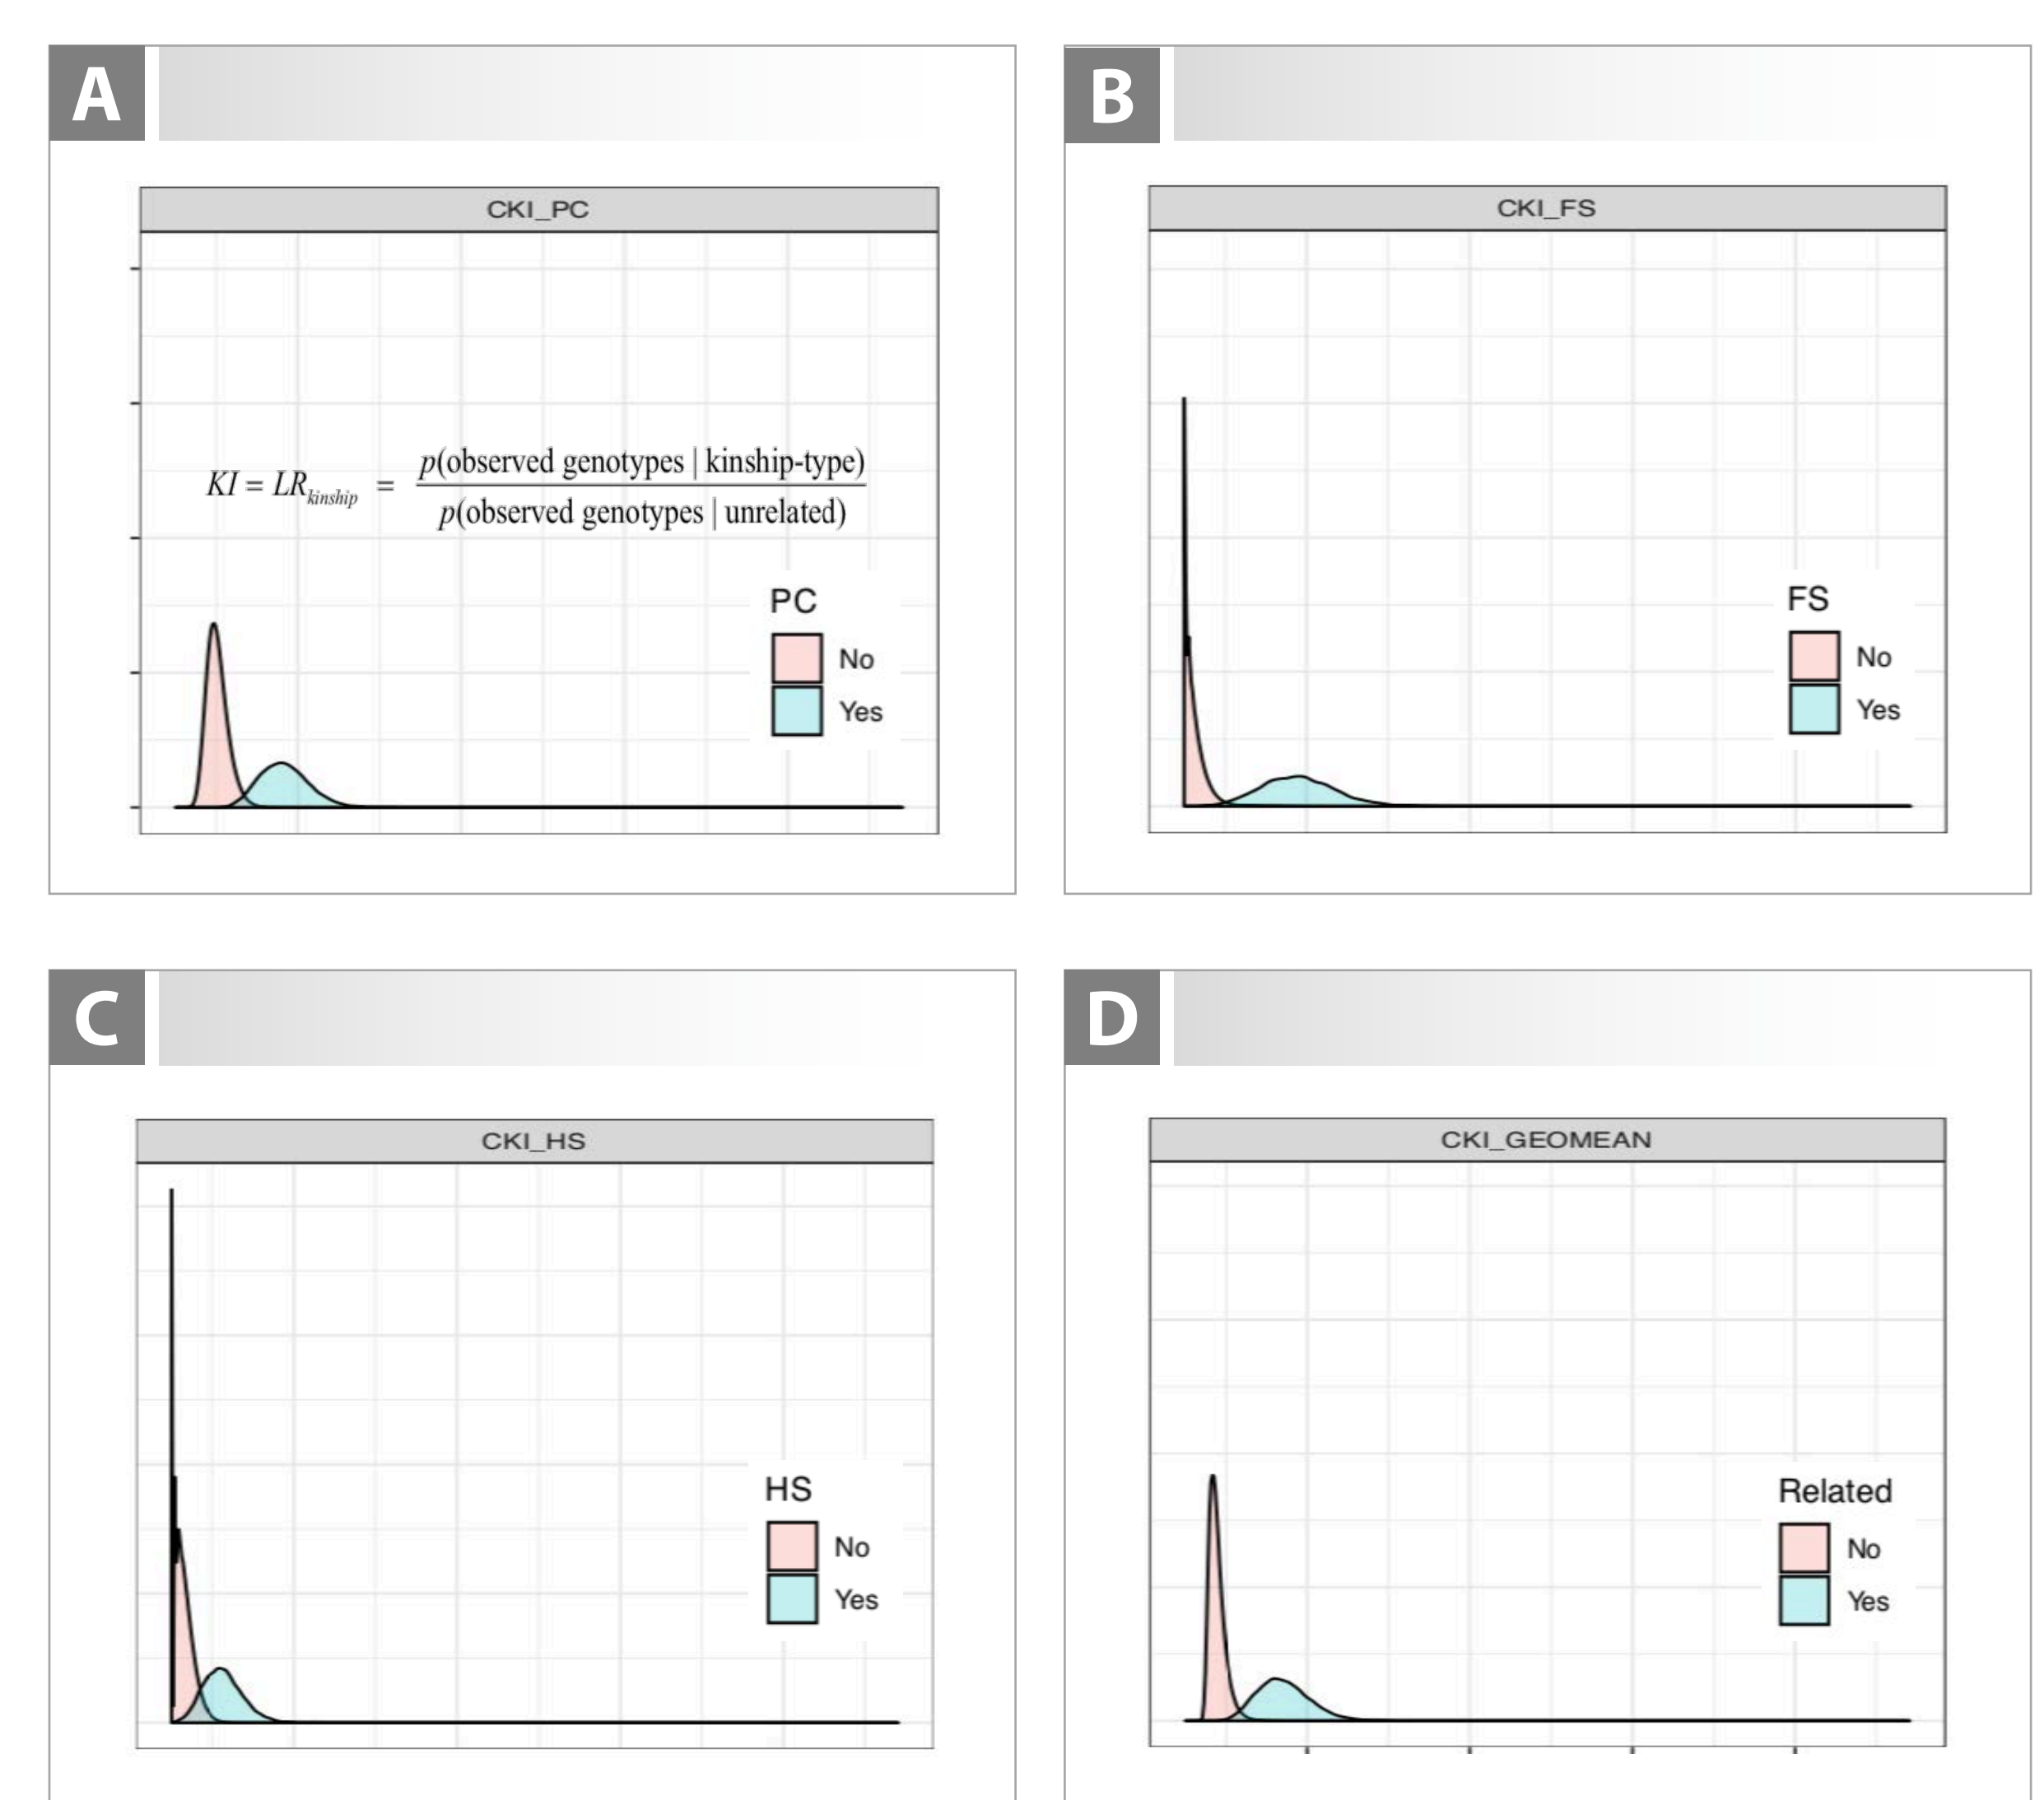 A
CKI_PC
KI = LR_kinship = p(observed genotypes | kinship-type)
p(observed genotypes | unrelated)
PC
No
Yes
B
CKI_FS
FS
No
Yes
C
CKI_HS
HS
No
Yes
D
CKI_GEOMEAN
Related
No
Yes